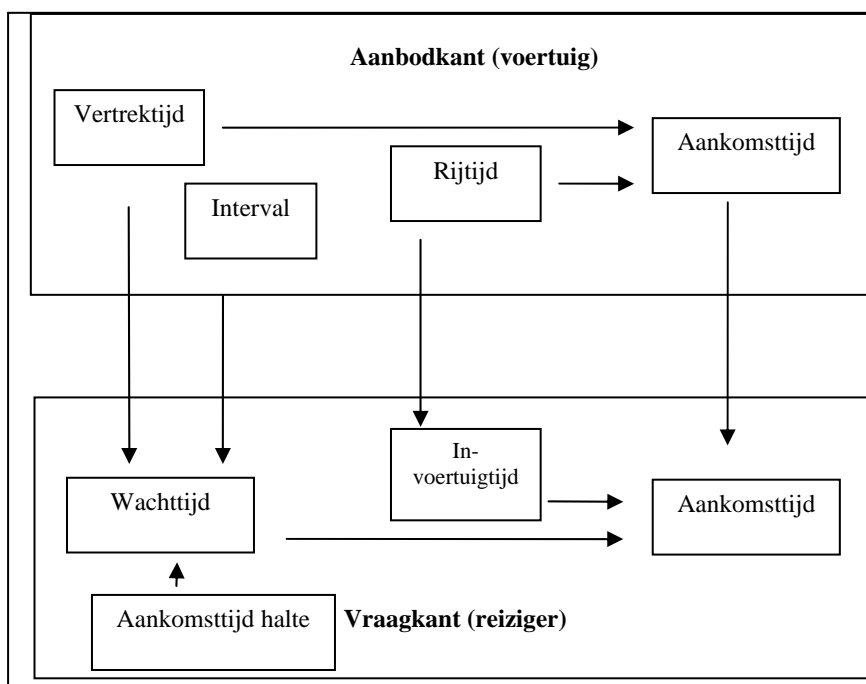 Aanbodkant (voertuig)
Vertrektijd
Aankomsttijd
Rijtijd
Interval
In-
voertuigtijd
Wachttijd
Aankomsttijd
Aankomsttijd halte
Vraagkant (reiziger)